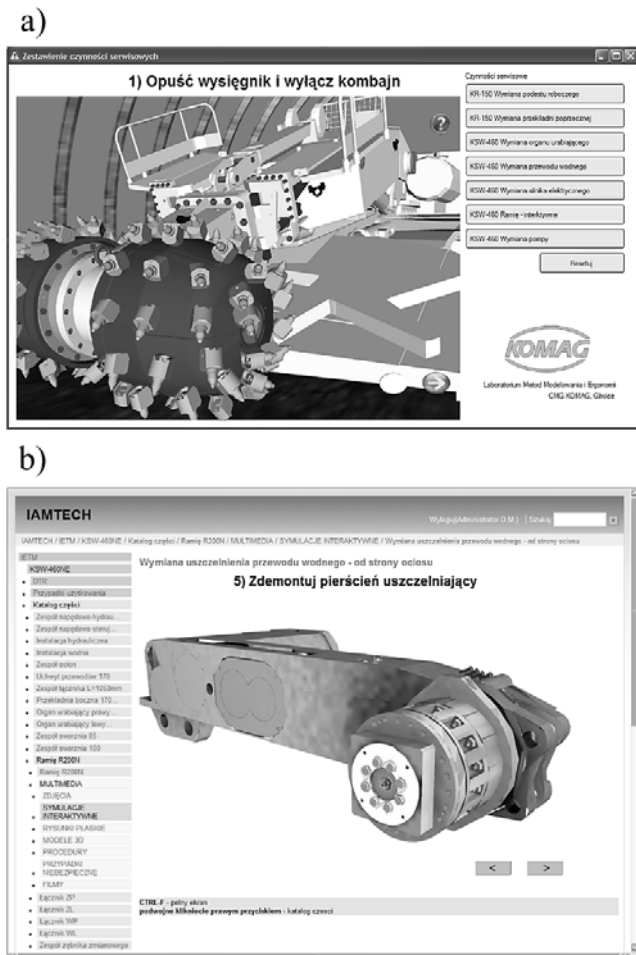 a)
Zestawienie czynności serwisowych
1) Opuść wysięgnik i wyłącz kombajn
Czynności serwisowe
KR-150 Wymiana podestu roboczego
KR-150 Wymiana przekładni poprzecznej
KSW-460 Wymiana organu urabiającego
KSW-460 Wymiana przewodu wodnego
KSW-460 Wymiana silnika elektrycznego
KSW-460 Ramię - interktywne
KSW-460 Wymiana pompy
Resetuj
?
KOMAG
Laboratorium Metod Modelowania i Ergonomii
CMG KOMAG, Gliwice
b)
IAMTECH
Wyloguj(Administrator D.M.) | Szukaj
IAMTECH / IETM / KSW-460NE / Katalog części / Ramię R200N / MULTIMEDIA / SYMULACJE INTERAKTYWNE / Wymiana uszczelnienia przewodu wodnego - od strony ociosu
IETM
KSW-460NE
DTR
Przypadki użytkowania
Katalog części
Zespół napędowo-hydrau...
Zespół napędowo-steruj...
Instalacja hydrauliczna
Instalacja wodna
Zespół osłon
Uchwyt przewodów 170
Zespół łącznika L=1050mm
Przekładnia boczna 170...
Organ urabiający prawy...
Organ urabiający lewy...
Zespół sworznia 85
Zespół sworznia 100
Ramię R200N
Ramię R200N
MULTIMEDIA
ZDJĘCIA
SYMULACJE
INTERAKTYWNE
RYSUNKI PŁASKIE
MODELE 3D
PROCEDURY
PRZYPADKI
NIEBEZPIECZNE
FILMY
Łącznik ZP
Łącznik ZL
Łącznik WP
Łącznik WL
Zespół zębnika zmianowego
Wymiana uszczelnienia przewodu wodnego - od strony ociosu
5) Zdemontuj pierścień uszczelniający
< >
CTRL-F - pełny ekran
podwojne klikniecie prawym przyciskiem - katalog czesci